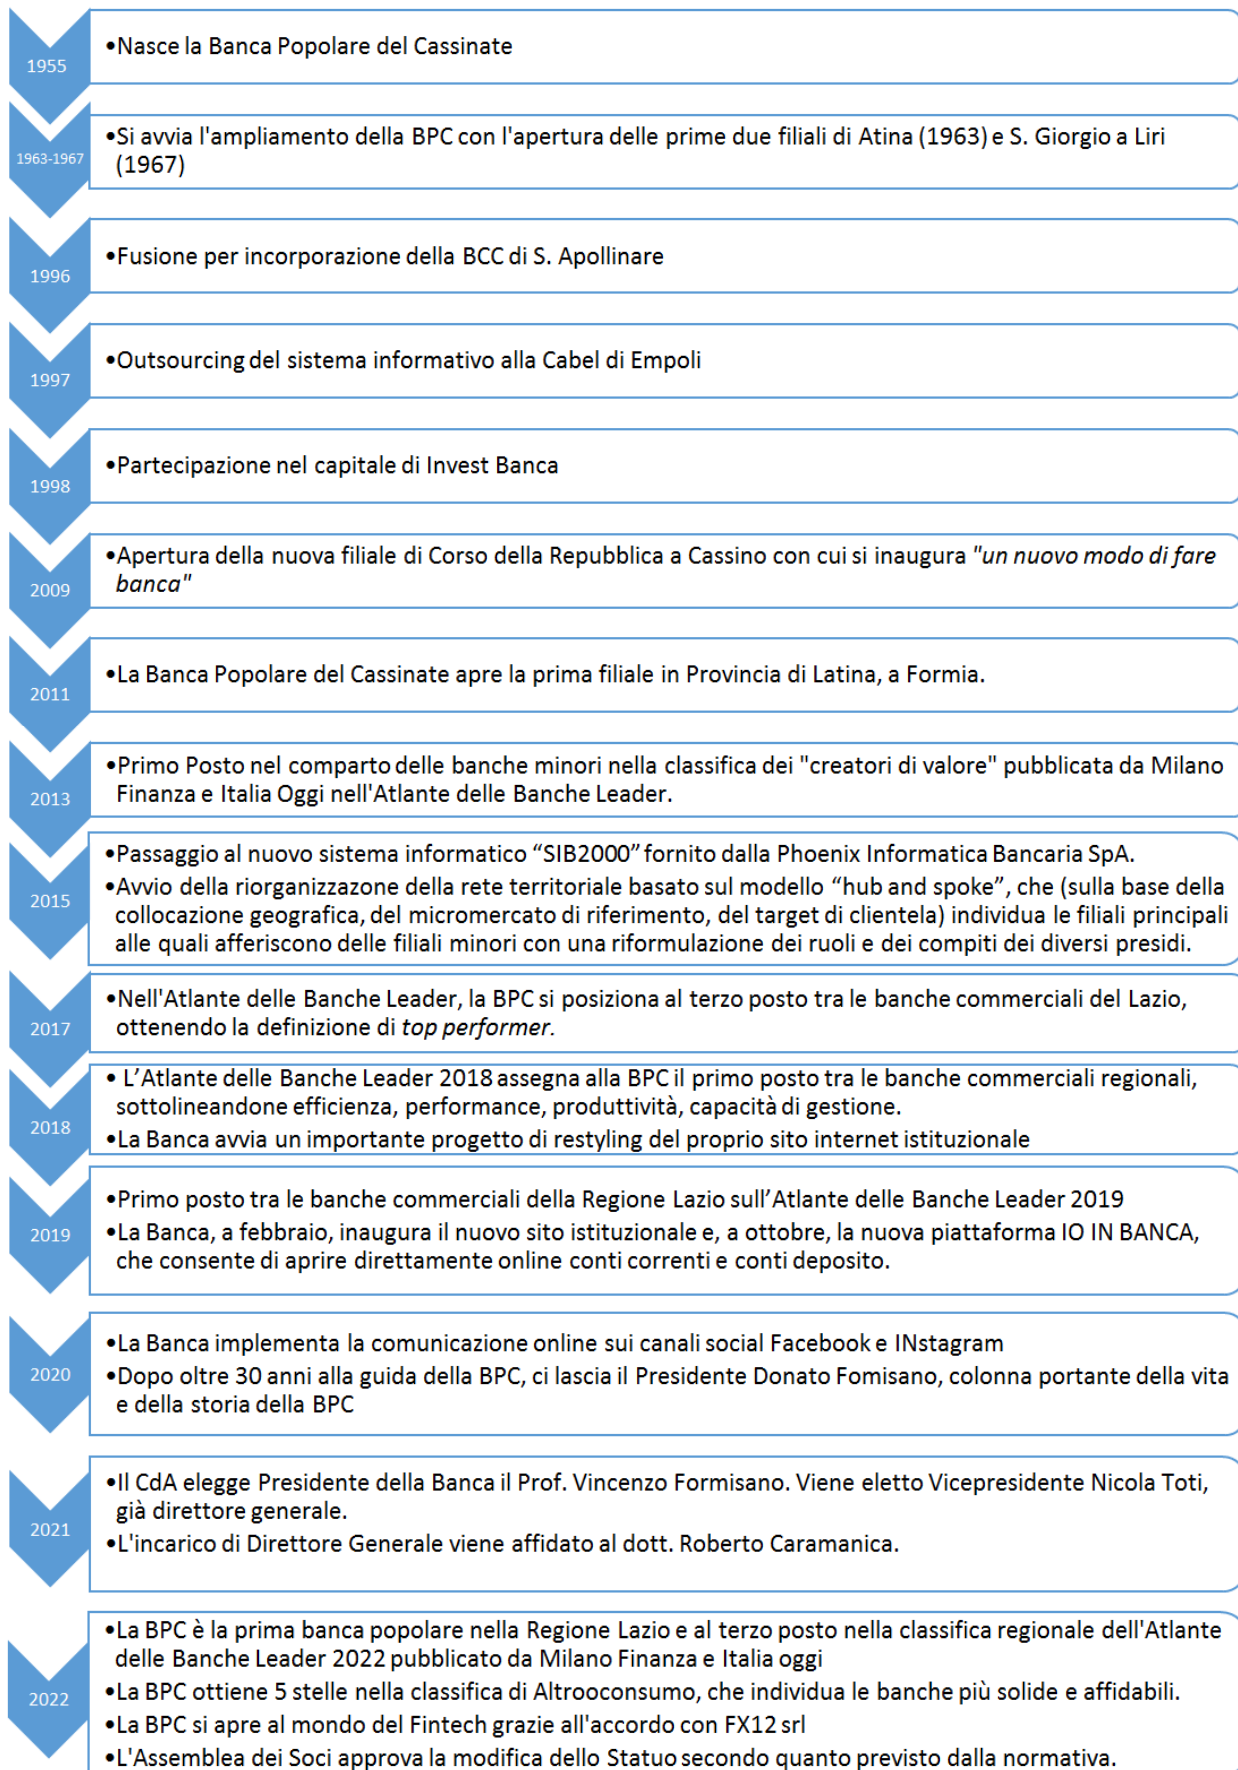 1955
•Nasce la Banca Popolare del Cassinate
1963-1967
•Si avvia l'ampliamento della BPC con l'apertura delle prime due filiali di Atina (1963) e S. Giorgio a Liri
(1967)
1996
•Fusione per incorporazione della BCC di S. Apollinare
1997
•Outsourcing del sistema informativo alla Cabel di Empoli
1998
•Partecipazione nel capitale di Invest Banca
2009
•Apertura della nuova filiale di Corso della Repubblica a Cassino con cui si inaugura "un nuovo modo di fare
banca"
2011
•La Banca Popolare del Cassinate apre la prima filiale in Provincia di Latina, a Formia.
2013
•Primo Posto nel comparto delle banche minori nella classifica dei "creatori di valore" pubblicata da Milano
Finanza e Italia Oggi nell'Atlante delle Banche Leader.
2015
•Passaggio al nuovo sistema informatico “SIB2000” fornito dalla Phoenix Informatica Bancaria SpA.
•Avvio della riorganizzazone della rete territoriale basato sul modello “hub and spoke”, che (sulla base della
collocazione geografica, del micromercato di riferimento, del target di clientela) individua le filiali principali
alle quali afferiscono delle filiali minori con una riformulazione dei ruoli e dei compiti dei diversi presidi.
2017
•Nell'Atlante delle Banche Leader, la BPC si posiziona al terzo posto tra le banche commerciali del Lazio,
ottenendo la definizione di top performer.
2018
• L’Atlante delle Banche Leader 2018 assegna alla BPC il primo posto tra le banche commerciali regionali,
sottolineandone efficienza, performance, produttività, capacità di gestione.
•La Banca avvia un importante progetto di restyling del proprio sito internet istituzionale
2019
•Primo posto tra le banche commerciali della Regione Lazio sull’Atlante delle Banche Leader 2019
•La Banca, a febbraio, inaugura il nuovo sito istituzionale e, a ottobre, la nuova piattaforma IO IN BANCA,
che consente di aprire direttamente online conti correnti e conti deposito.
2020
•La Banca implementa la comunicazione online sui canali social Facebook e INstagram
•Dopo oltre 30 anni alla guida della BPC, ci lascia il Presidente Donato Fomisano, colonna portante della vita
e della storia della BPC
2021
•Il CdA elegge Presidente della Banca il Prof. Vincenzo Formisano. Viene eletto Vicepresidente Nicola Toti,
già direttore generale.
•L'incarico di Direttore Generale viene affidato al dott. Roberto Caramanica.
2022
•La BPC è la prima banca popolare nella Regione Lazio e al terzo posto nella classifica regionale dell'Atlante
delle Banche Leader 2022 pubblicato da Milano Finanza e Italia oggi
•La BPC ottiene 5 stelle nella classifica di Altrooconsumo, che individua le banche più solide e affidabili.
•La BPC si apre al mondo del Fintech grazie all'accordo con FX12 srl
•L'Assemblea dei Soci approva la modifica dello Statuo secondo quanto previsto dalla normativa.